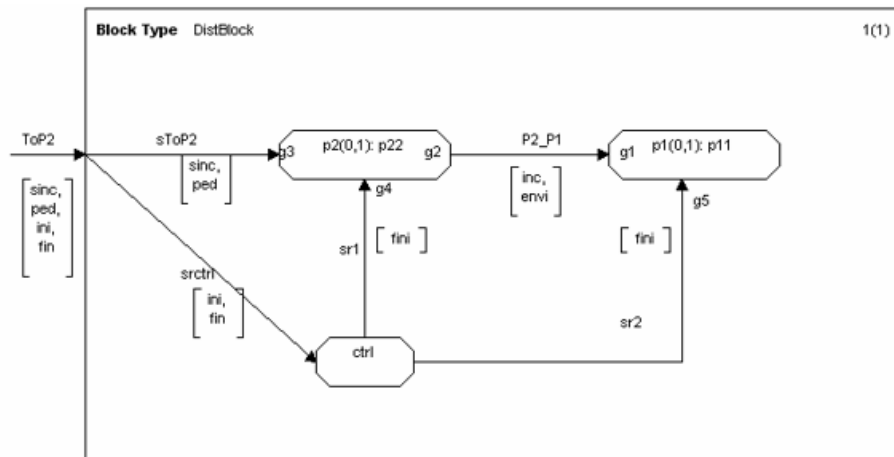 Block Type DistBlock
1(1)
ToP2
sToP2
g3
p2(0,1): p22
g2
P2_P1
g1
p1(0,1): p11
sinc,
ped
inc,
envi
g4
g5
sinc,
ped,
ini,
fin
fini
fini
sr1
srctrl
ini,
fin
sr2
ctrl